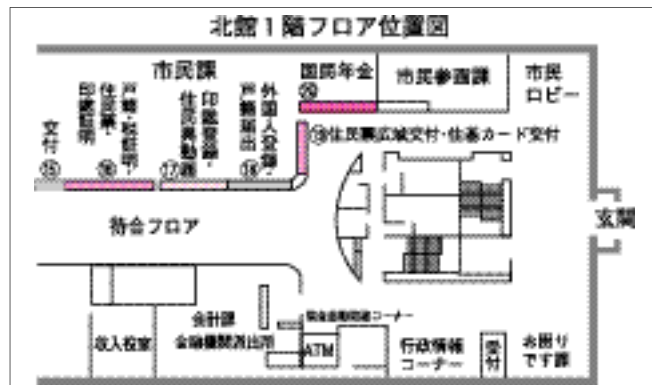 北館1階フロア位置図
市民課
国民年金
⑳
市民参画課
市民
ロビー
交付
⑮
戸籍・税証明・
住民票・
印鑑証明
⑯
印鑑登録・
住民異動届
⑰
外国人登録・
戸籍届出
⑱
⑲住民票広域交付・住基カード交付
待合フロア
玄関
収入役室
会計課
金融機関派出所
ATM
行政情報
コーナー
受付
お困り
です課